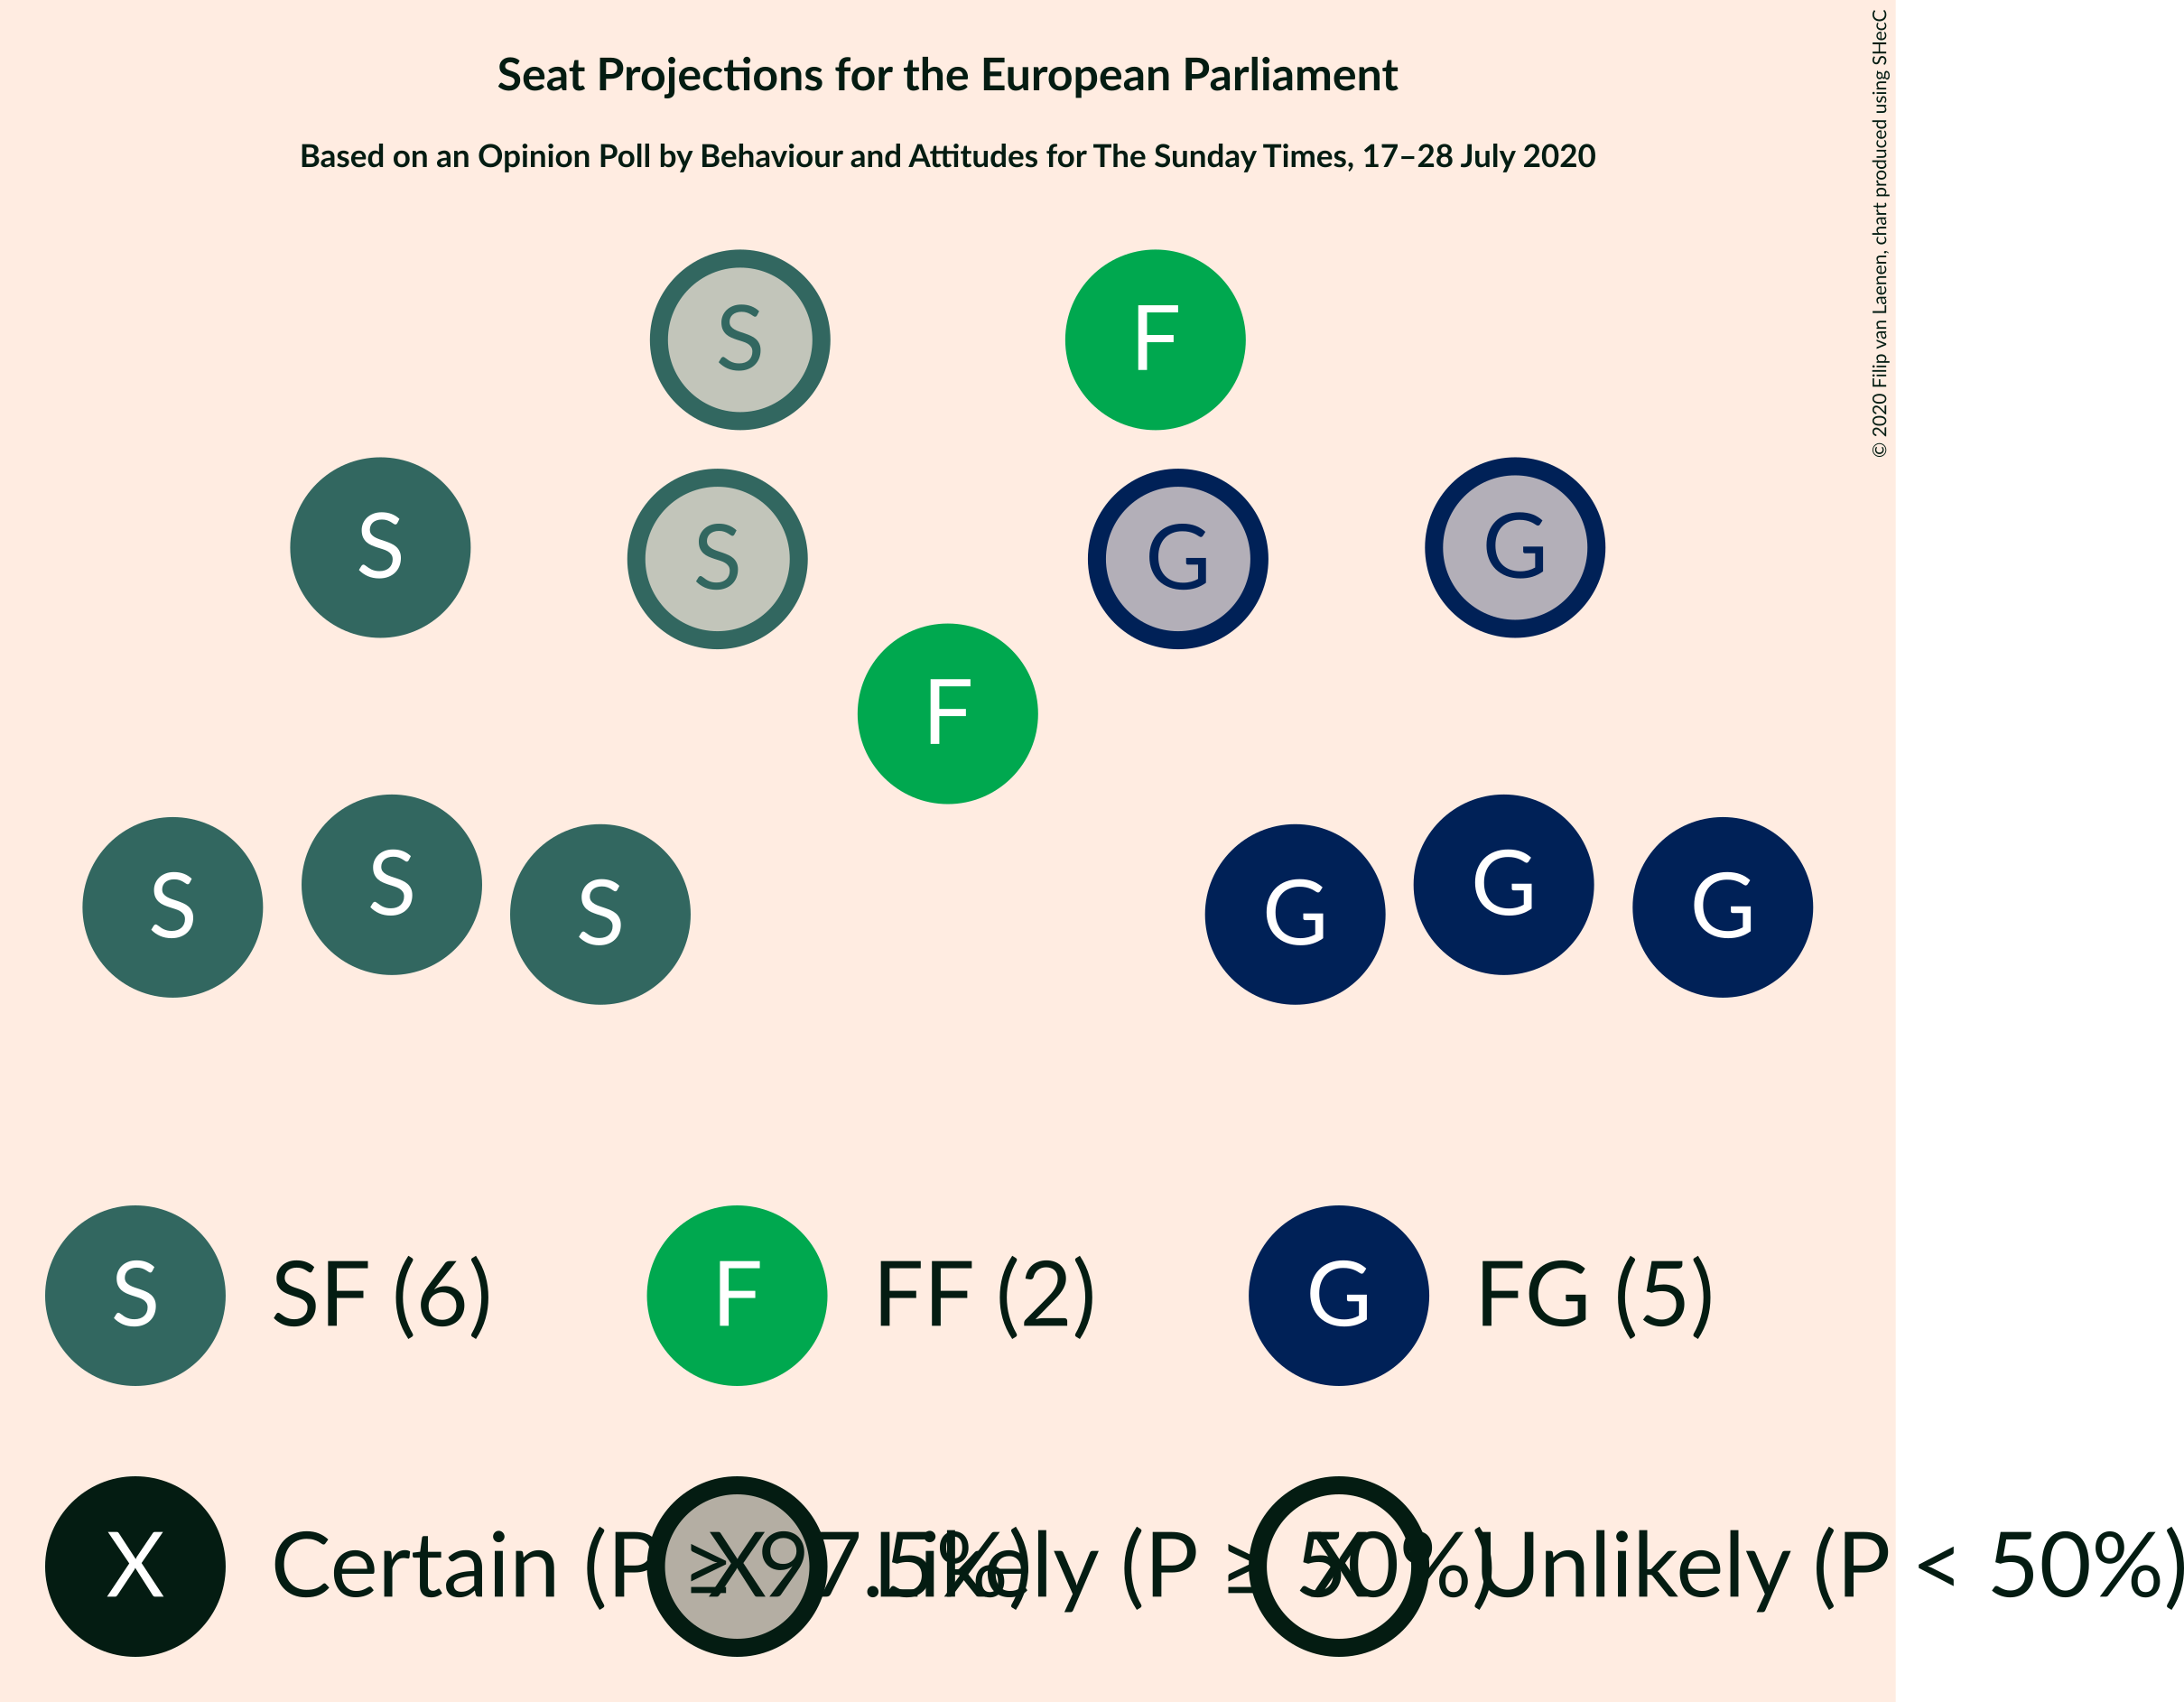 Seat Projections for the European Parliament
Based on an Opinion Poll by Behaviour and Attitudes for The Sunday Times, 17–28 July 2020
© 2020 Filip van Laenen, chart produced using SHecC
S F
S S G G
F
S S S G G G
S SF (6) F FF (2) G FG (5)
X Certain (P ≥ 97.5%) X Likely (P ≥ 50%) X Unlikely (P < 50%)